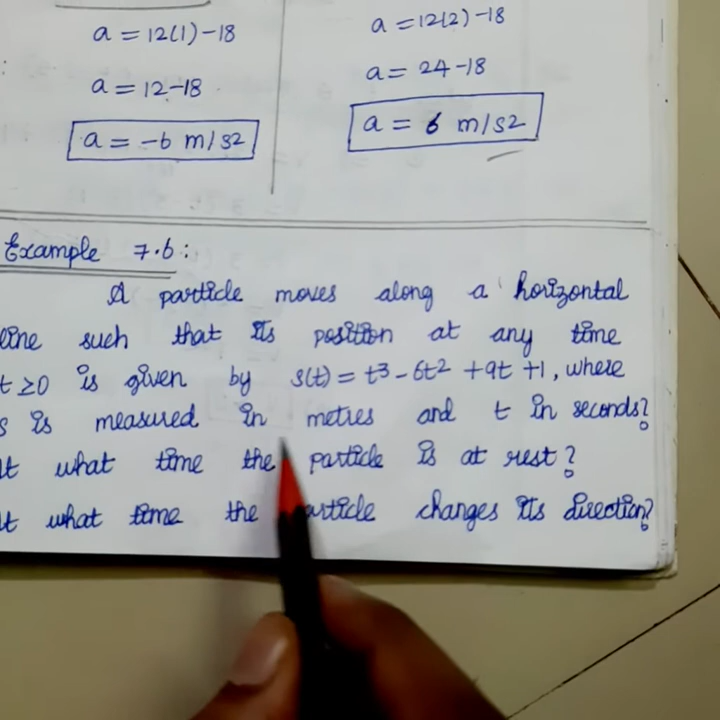 a = 12(1) - 18
a = 12 - 18
a = -6 m/s2
a = 12(2) - 18
a = 24 - 18
a = 6 m/s2
Example 7.6:
A particle moves along a horizontal
line such that its position at any time
t ≥ 0 is given by s(t) = t3 - 6t2 + 9t + 1, where
s is measured in metres and t in seconds?
At what time the particle is at rest?
At what time the particle changes its direction?